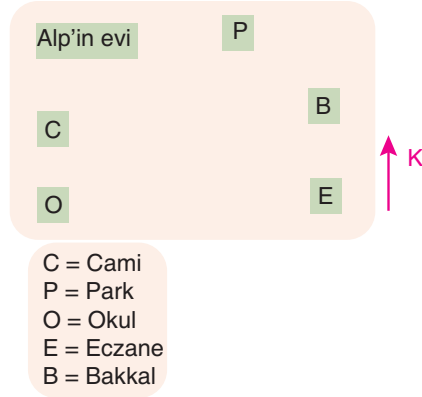 Alp'in evi
P
B
C
K
E
O
C = Cami
P = Park
O = Okul
E = Eczane
B = Bakkal